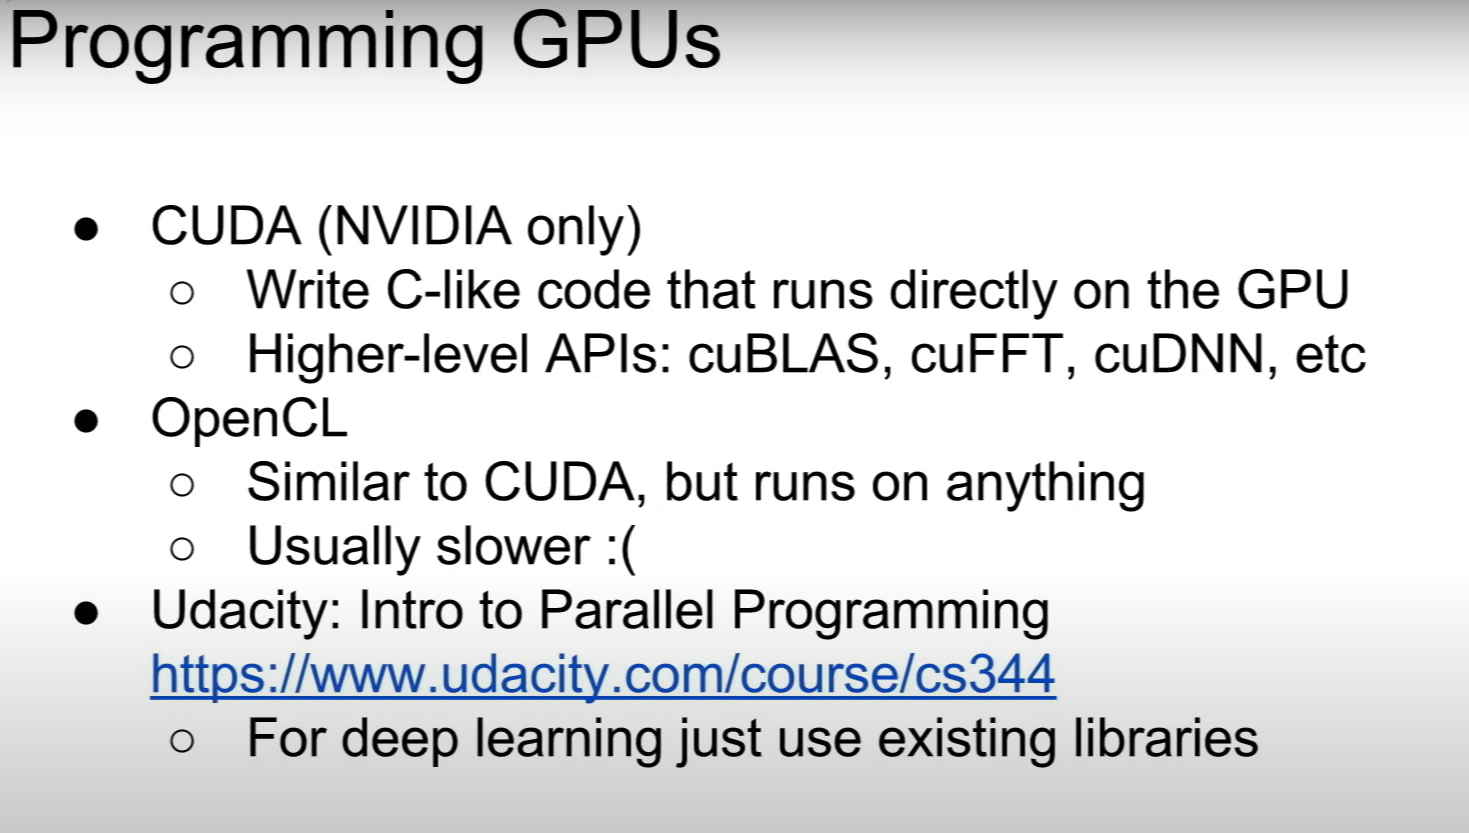 Programming GPUs
● CUDA (NVIDIA only)
○ Write C-like code that runs directly on the GPU
○ Higher-level APIs: cuBLAS, cuFFT, cuDNN, etc
● OpenCL
○ Similar to CUDA, but runs on anything
○ Usually slower :(
● Udacity: Intro to Parallel Programming
https://www.udacity.com/course/cs344
○ For deep learning just use existing libraries